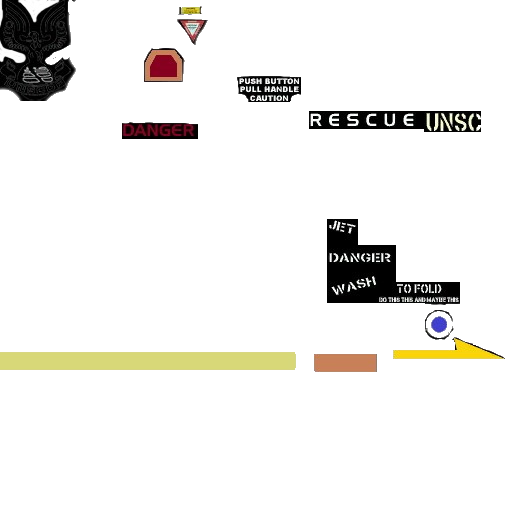 PUSH BUTTON
PULL HANDLE
CAUTION
RESCUE
UNSC
DANGER
JET
DANGER
WASH
TO FOLD
DO THIS THIS AND MAYBE THIS